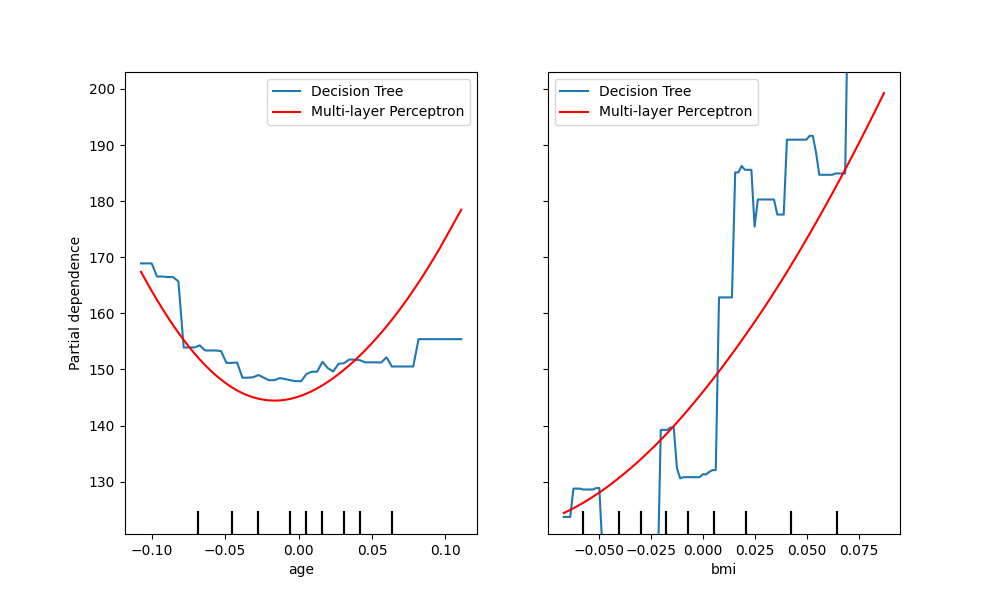 Decision Tree
Multi-layer Perceptron
Partial dependence
200
190
180
170
160
150
140
130
−0.10 −0.05 0.00 0.05 0.10
age
Decision Tree
Multi-layer Perceptron
−0.050 −0.025 0.000 0.025 0.050 0.075
bmi